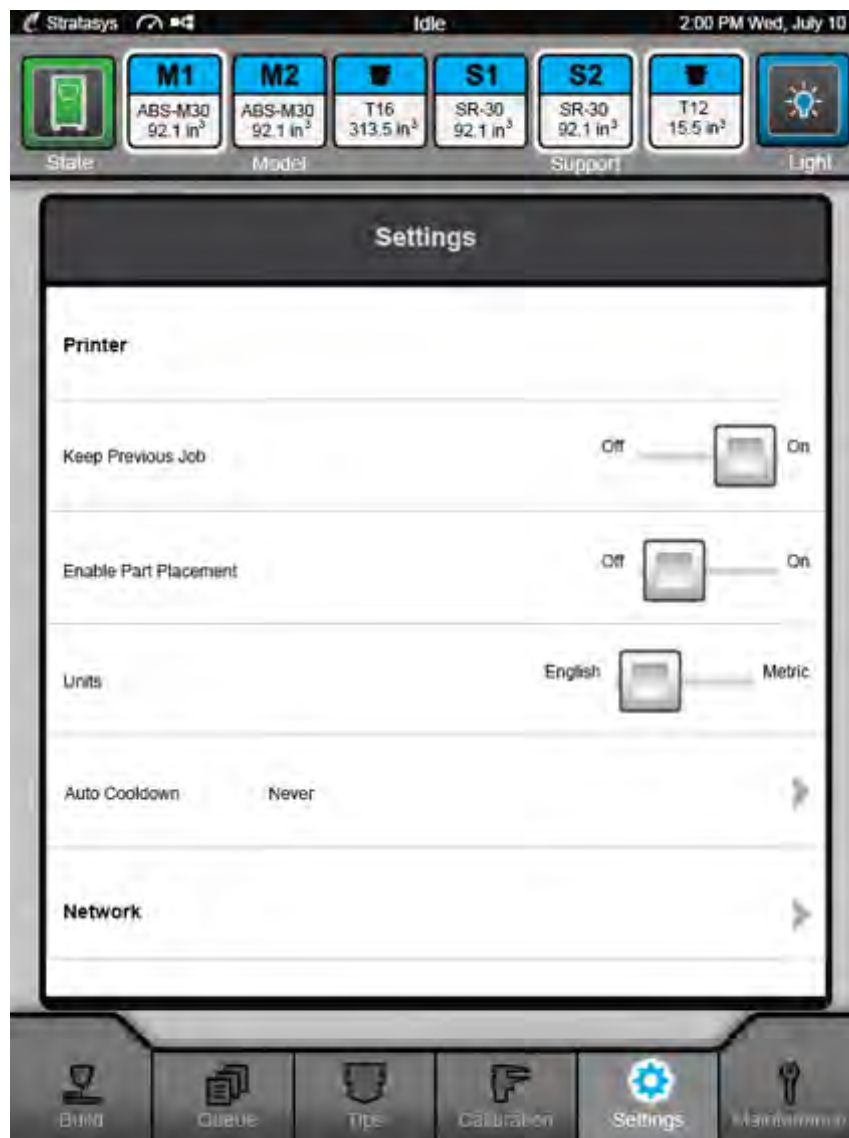 Stratasys Idle 2:00 PM Wed, July 10
M1 M2 S1 S2
ABS-M30 ABS-M30 T16 SR-30 SR-30 T12
92.1 in³ 92.1 in³ 313.5 in³ 92.1 in³ 92.1 in³ 15.5 in³
State Model Support Light
Settings
Printer
Keep Previous Job Off On
Enable Part Placement Off On
Units English Metric
Auto Cooldown Never
Network
Build Queue Tips Calibration Settings Maintenance